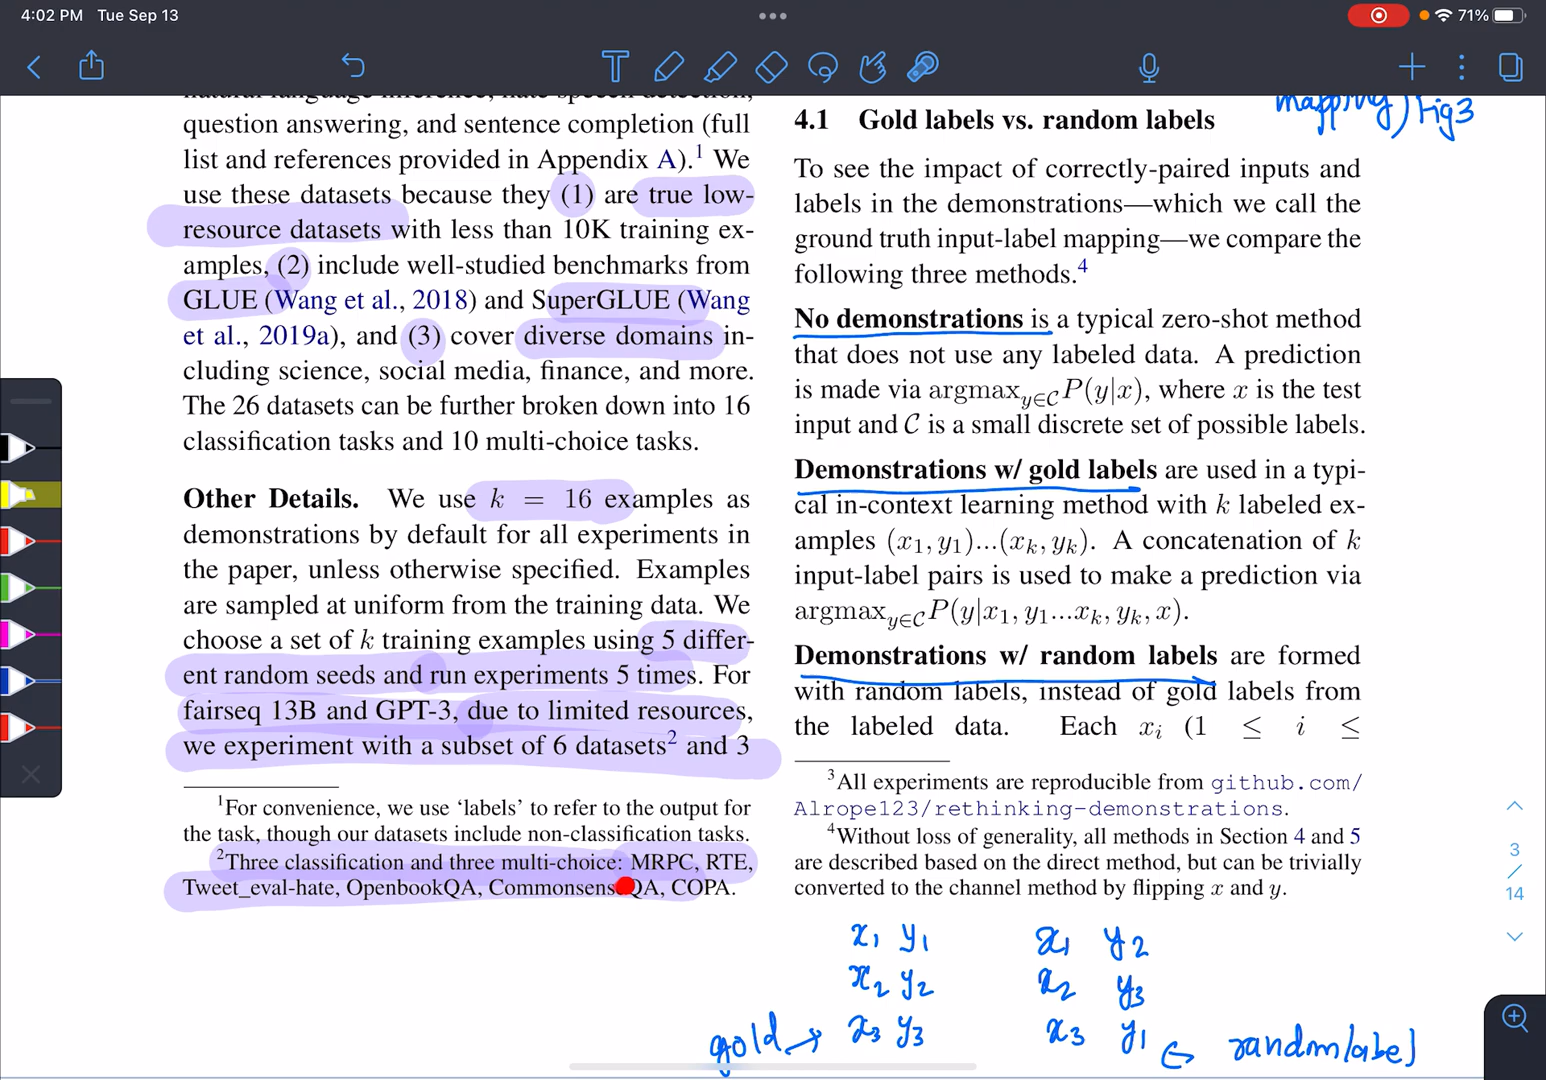 4:02 PM Tue Sep 13
71%
question answering, and sentence completion (full
list and references provided in Appendix A).1 We
use these datasets because they (1) are true low-
resource datasets with less than 10K training ex-
amples, (2) include well-studied benchmarks from
GLUE (Wang et al., 2018) and SuperGLUE (Wang
et al., 2019a), and (3) cover diverse domains in-
cluding science, social media, finance, and more.
The 26 datasets can be further broken down into 16
classification tasks and 10 multi-choice tasks.
Other Details. We use k = 16 examples as
demonstrations by default for all experiments in
the paper, unless otherwise specified. Examples
are sampled at uniform from the training data. We
choose a set of k training examples using 5 differ-
ent random seeds and run experiments 5 times. For
fairseq 13B and GPT-3, due to limited resources,
we experiment with a subset of 6 datasets2 and 3
1For convenience, we use ‘labels’ to refer to the output for
the task, though our datasets include non-classification tasks.
2Three classification and three multi-choice: MRPC, RTE,
Tweet_eval-hate, OpenbookQA, CommonsenseQA, COPA.
mapping) Fig3
4.1 Gold labels vs. random labels
To see the impact of correctly-paired inputs and
labels in the demonstrations—which we call the
ground truth input-label mapping—we compare the
following three methods.4
No demonstrations is a typical zero-shot method
that does not use any labeled data. A prediction
is made via argmaxy∈𝒞P(y|x), where x is the test
input and 𝒞 is a small discrete set of possible labels.
Demonstrations w/ gold labels are used in a typi-
cal in-context learning method with k labeled ex-
amples (x1, y1)...(xk, yk). A concatenation of k
input-label pairs is used to make a prediction via
argmaxy∈𝒞P(y|x1, y1...xk, yk, x).
Demonstrations w/ random labels are formed
with random labels, instead of gold labels from
the labeled data. Each xi (1 ≤ i ≤
3All experiments are reproducible from github.com/
Alrope123/rethinking-demonstrations.
4Without loss of generality, all methods in Section 4 and 5
are described based on the direct method, but can be trivially
converted to the channel method by flipping x and y.
3
/
14
x1 y1 x1 y2
x2 y2 x2 y3
gold → x3 y3 x3 y1 ← random label